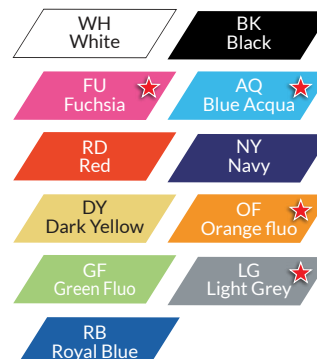 WH
White
BK
Black
FU
Fuchsia
AQ
Blue Acqua
RD
Red
NY
Navy
DY
Dark Yellow
OF
Orange fluo
GF
Green Fluo
LG
Light Grey
RB
Royal Blue